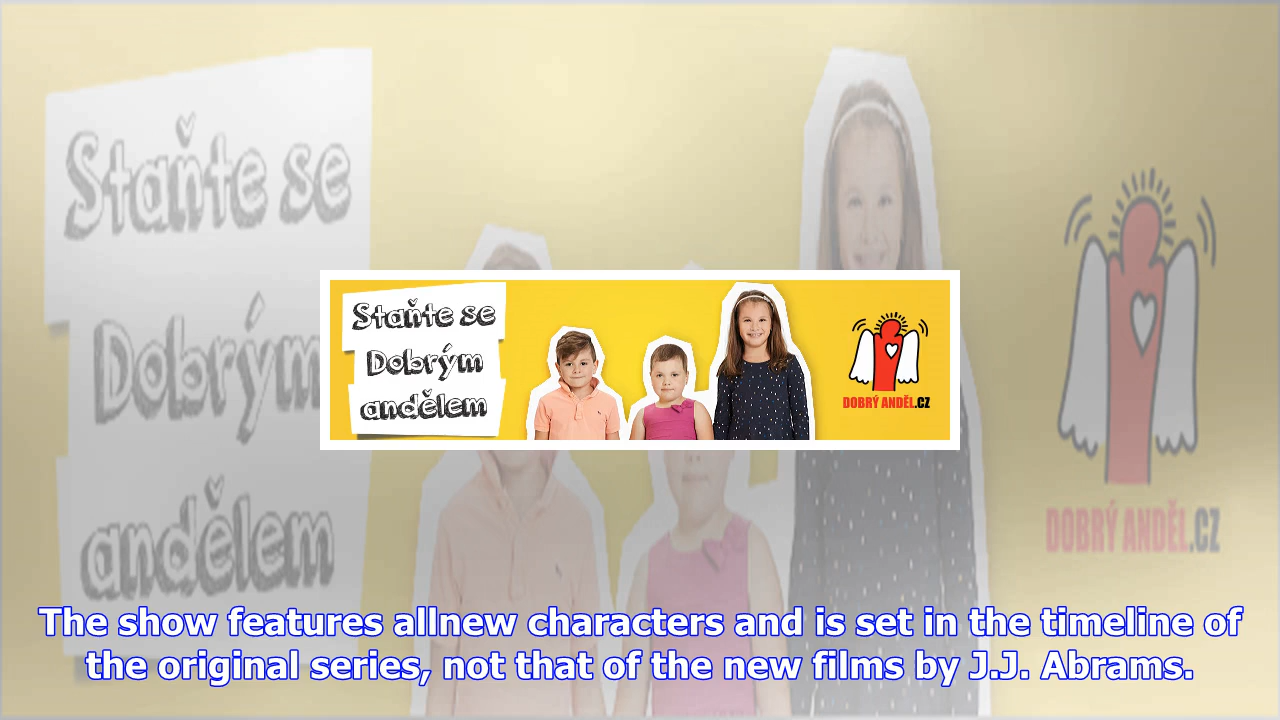 Staňte se
Dobrým
andělem
DOBRÝ ANDĚL.CZ
Staňte se
Dobrým
andělem
DOBRÝ ANDĚL.CZ
The show features allnew characters and is set in the timeline of
the original series, not that of the new films by J.J. Abrams.